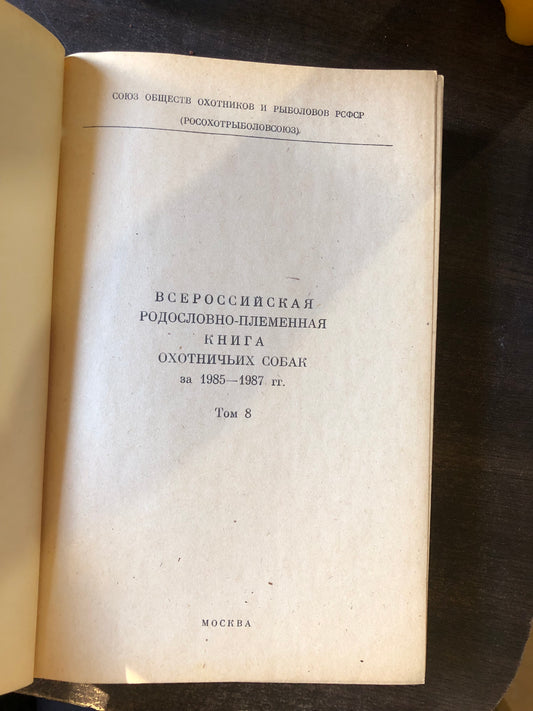 СОЮЗ ОБЩЕСТВ ОХОТНИКОВ И РЫБОЛОВОВ РСФСР
(РОСОХОТРЫБОЛОВСОЮЗ).
ВСЕРОССИЙСКАЯ
РОДОСЛОВНО-ПЛЕМЕННАЯ
КНИГА
ОХОТНИЧЬИХ СОБАК
за 1985—1987 гг.
Том 8
МОСКВА